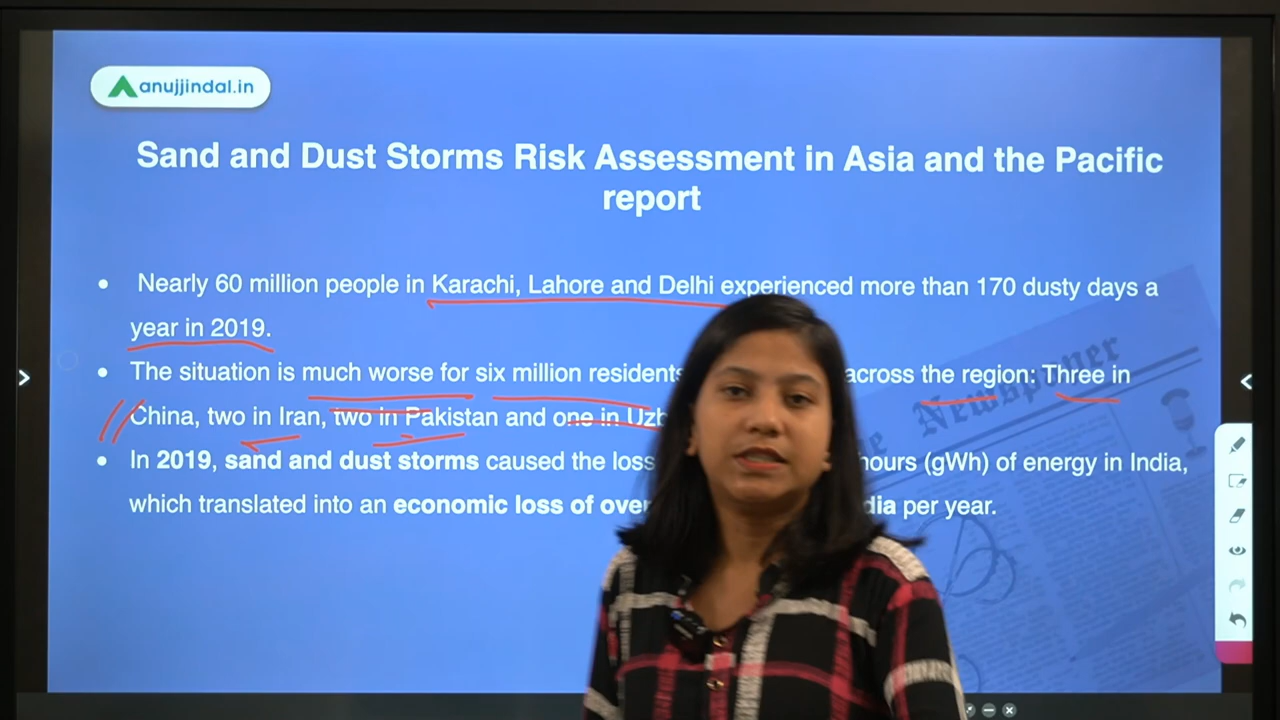 anujjindal.in
Sand and Dust Storms Risk Assessment in Asia and the Pacific
report
Nearly 60 million people in Karachi, Lahore and Delhi experienced more than 170 dusty days a
year in 2019.
The situation is much worse for six million residents across the region: Three in
China, two in Iran, two in Pakistan and one in Uzb
In 2019, sand and dust storms caused the loss hours (gWh) of energy in India,
which translated into an economic loss of over dia per year.
he Newspaper